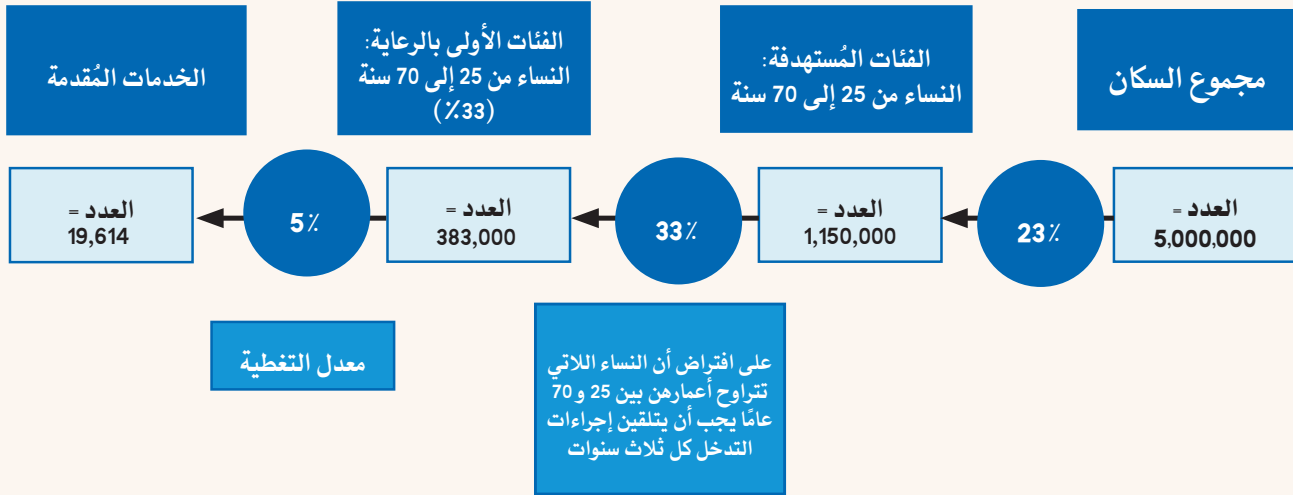 مجموع السكان
الفئات المُستهدفة:
النساء من 25 إلى 70 سنة
الفئات الأولى بالرعاية:
النساء من 25 إلى 70 سنة
(33٪)
الخدمات المُقدمة
العدد =
5,000,000
23٪
العدد =
1,150,000
33٪
العدد =
383,000
5٪
العدد =
19,614
على افتراض أن النساء اللاتي
تتراوح أعمارهن بين 25 و 70
عامًا يجب أن يتلقين إجراءات
التدخل كل ثلاث سنوات
معدل التغطية